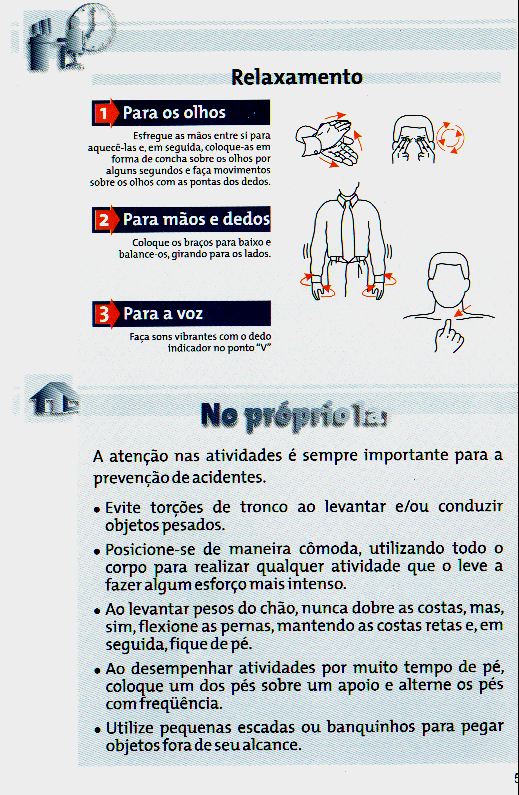 Relaxamento
1 Para os olhos
Esfregue as mãos entre si para
aquecê-las e, em seguida, coloque-as em
forma de concha sobre os olhos por
alguns segundos e faça movimentos
sobre os olhos com as pontas dos dedos.
2 Para mãos e dedos
Coloque os braços para baixo e
balance-os, girando para os lados.
3 Para a voz
Faça sons vibrantes com o dedo
indicador no ponto "V"
No próprio lar
A atenção nas atividades é sempre importante para a
prevenção de acidentes.
• Evite torções de tronco ao levantar e/ou conduzir
objetos pesados.
• Posicione-se de maneira cômoda, utilizando todo o
corpo para realizar qualquer atividade que o leve a
fazer algum esforço mais intenso.
• Ao levantar pesos do chão, nunca dobre as costas, mas,
sim, flexione as pernas, mantendo as costas retas e, em
seguida, fique de pé.
• Ao desempenhar atividades por muito tempo de pé,
coloque um dos pés sobre um apoio e alterne os pés
com freqüência.
• Utilize pequenas escadas ou banquinhos para pegar
objetos fora de seu alcance.
5